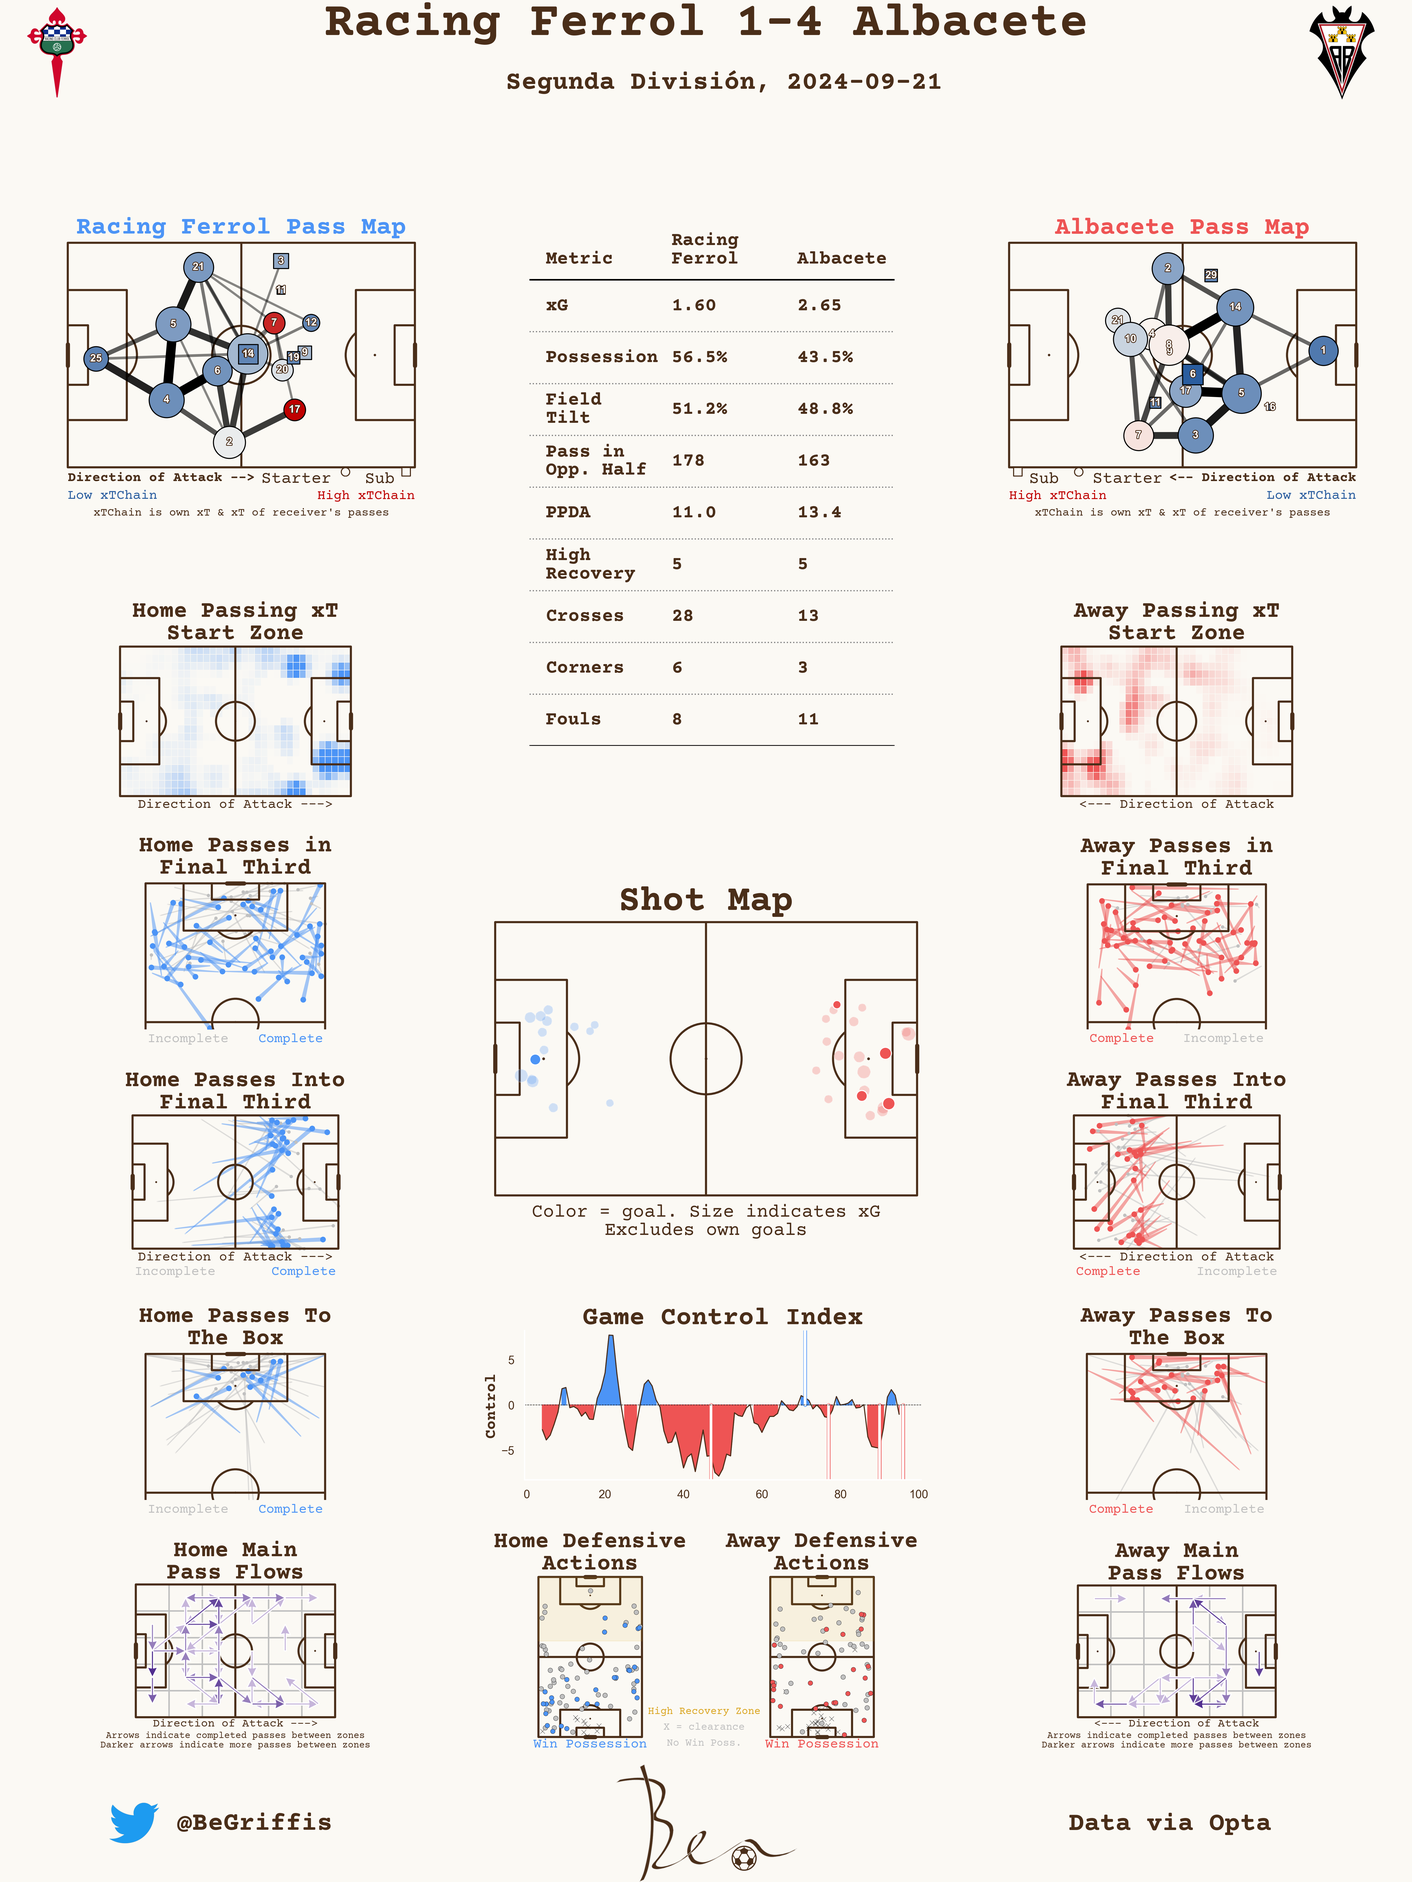 Racing Ferrol 1-4 Albacete
Segunda División, 2024-09-21
Racing Ferrol Pass Map
21
3
11
5
7
12
25
14
19
9
6
20
4
17
2
Direction of Attack --> Starter Sub
Low xTChain High xTChain
xTChain is own xT & xT of receiver's passes
Metric Racing Ferrol Albacete
xG 1.60 2.65
Possession 56.5% 43.5%
Field Tilt 51.2% 48.8%
Pass in Opp. Half 178 163
PPDA 11.0 13.4
High Recovery 5 5
Crosses 28 13
Corners 6 3
Fouls 8 11
Albacete Pass Map
2
29
14
21
4
10
8
9
1
6
17
5
11
16
7
3
Sub Starter <-- Direction of Attack
High xTChain Low xTChain
xTChain is own xT & xT of receiver's passes
Home Passing xT
Start Zone
Direction of Attack --->
Away Passing xT
Start Zone
<--- Direction of Attack
Home Passes in
Final Third
Incomplete Complete
Away Passes in
Final Third
Complete Incomplete
Shot Map
Color = goal. Size indicates xG
Excludes own goals
Home Passes Into
Final Third
Direction of Attack --->
Incomplete Complete
Away Passes Into
Final Third
<--- Direction of Attack
Complete Incomplete
Home Passes To
The Box
Incomplete Complete
Game Control Index
Control
5
0
−5
0 20 40 60 80 100
Away Passes To
The Box
Complete Incomplete
Home Main
Pass Flows
Direction of Attack --->
Arrows indicate completed passes between zones
Darker arrows indicate more passes between zones
Home Defensive
Actions
Win Possession
High Recovery Zone
X = clearance
No Win Poss.
Away Defensive
Actions
Win Possession
Away Main
Pass Flows
<--- Direction of Attack
Arrows indicate completed passes between zones
Darker arrows indicate more passes between zones
@BeGriffis
Ben
Data via Opta